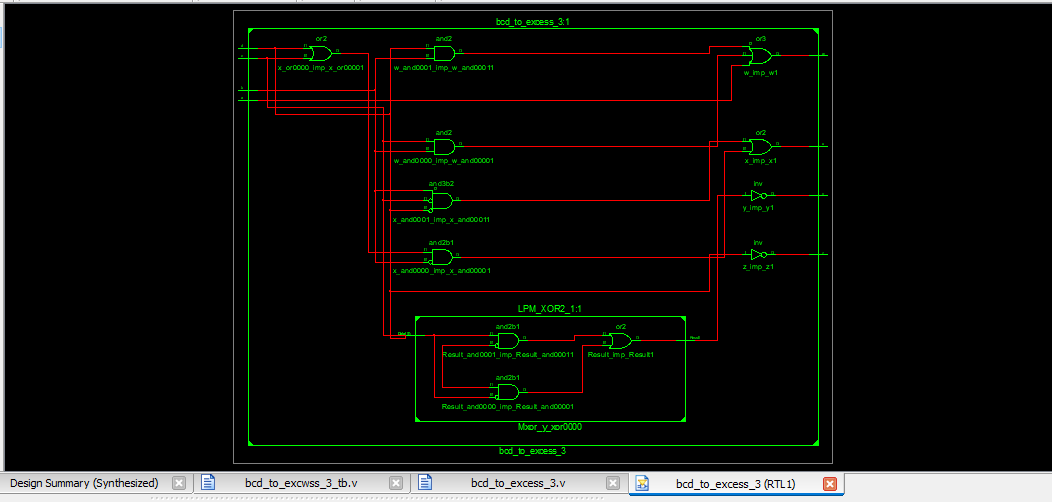 bcd_to_excess_3:1
or2
and2
or3
x_or0000_imp_x_or00001
w_and0001_imp_w_and00011
w_imp_w1
and2
or2
w_and0000_imp_w_and00001
x_imp_x1
and3b2
inv
x_and0001_imp_x_and00011
y_imp_y1
and2b1
inv
x_and0000_imp_x_and00001
z_imp_z1
LPM_XOR2_1:1
and2b1
or2
Result_and0001_imp_Result_and00011
Result_imp_Result1
and2b1
Result_and0000_imp_Result_and00001
Mxor_y_xor0000
bcd_to_excess_3
Design Summary (Synthesized)
bcd_to_excwss_3_tb.v
bcd_to_excess_3.v
bcd_to_excess_3 (RTL1)